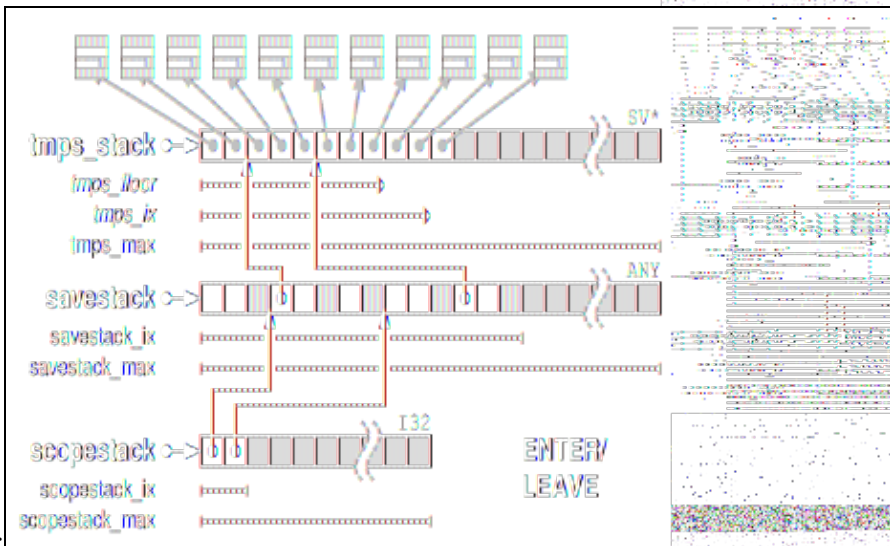 SV*
tmps_stack
tmps_floor
tmps_ix
tmps_max
ANY
savestack
savestack_ix
savestack_max
I32
scopestack
ENTER/
LEAVE
scopestack_ix
scopestack_max